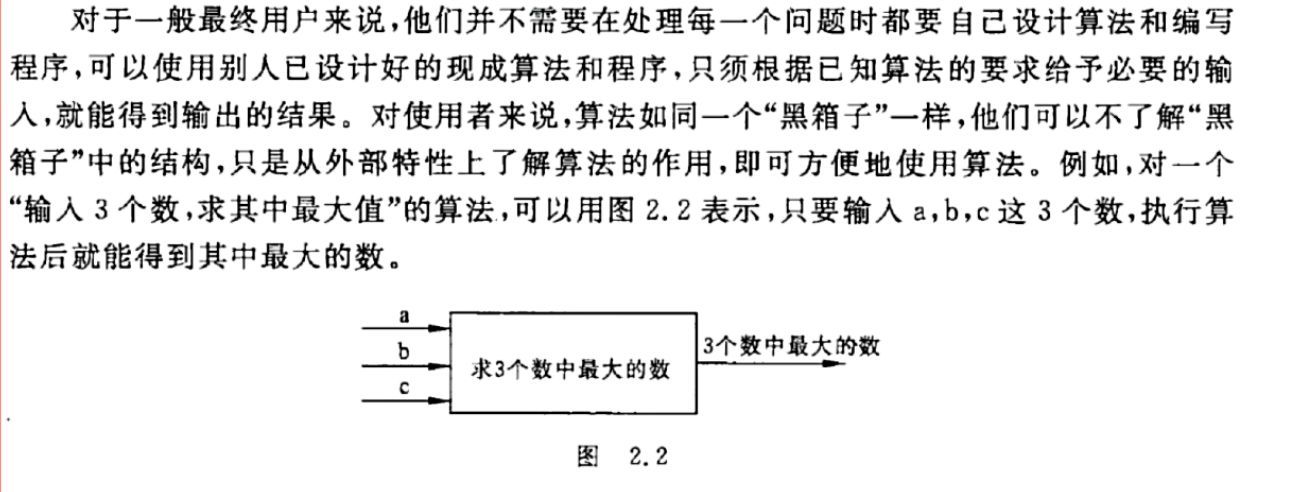 对于一般最终用户来说,他们并不需要在处理每一个问题时都要自己设计算法和编写
程序,可以使用别人已设计好的现成算法和程序,只须根据已知算法的要求给予必要的输
入,就能得到输出的结果。对使用者来说,算法如同一个“黑箱子”一样,他们可以不了解“黑
箱子”中的结构,只是从外部特性上了解算法的作用,即可方便地使用算法。例如,对一个
“输入 3 个数,求其中最大值”的算法,可以用图 2.2 表示,只要输入 a,b,c 这 3 个数,执行算
法后就能得到其中最大的数。
a
b
c
求3个数中最大的数
3个数中最大的数
图 2.2